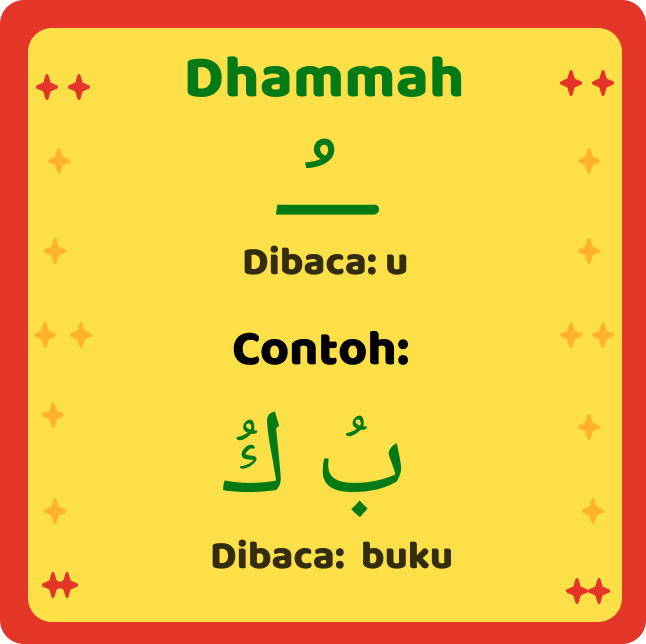 Dhammah
ـُ
Dibaca: u
Contoh:
بُ كُ
Dibaca: buku